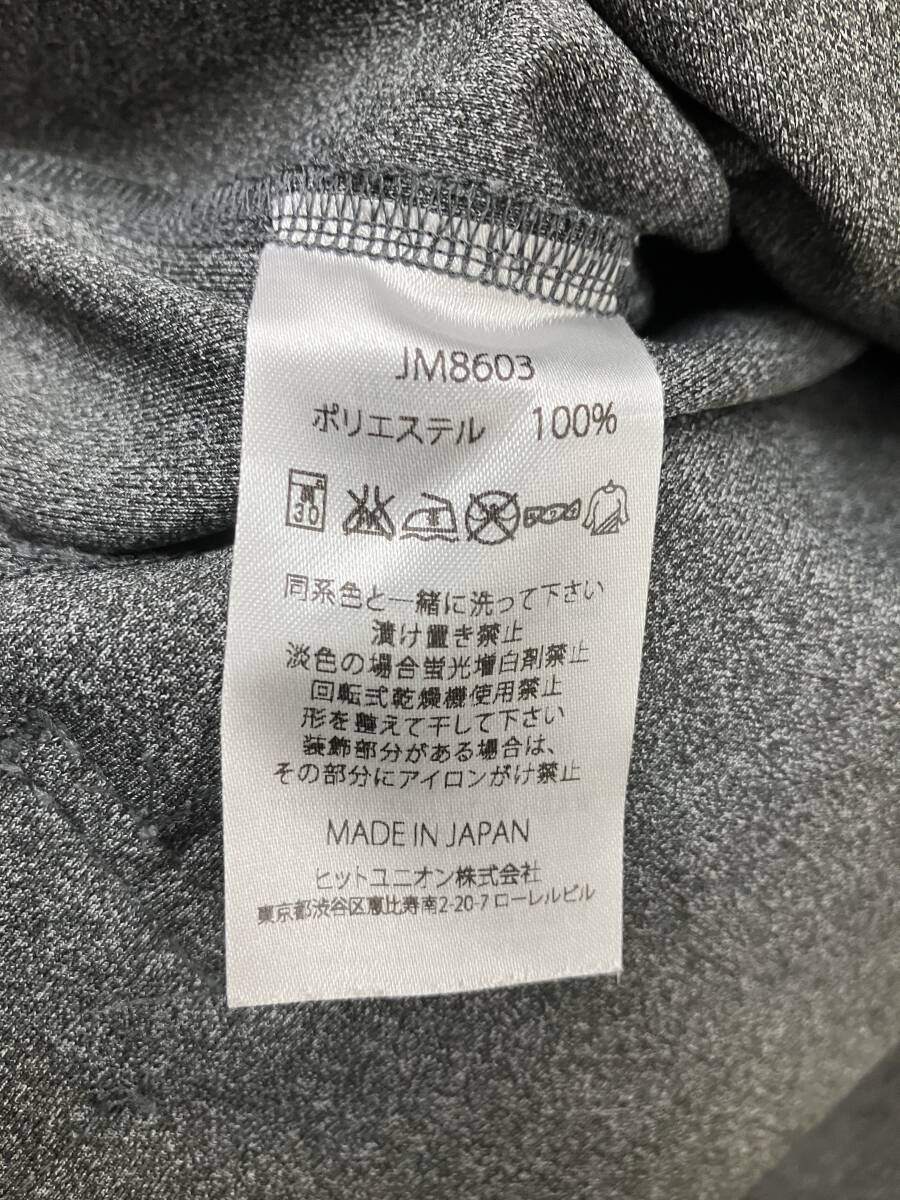 JM8603
ポリエステル 100%
30
同系色と一緒に洗って下さい
漬け置き禁止
淡色の場合蛍光増白剤禁止
回転式乾燥機使用禁止
形を整えて干して下さい
装飾部分がある場合は、
その部分にアイロンがけ禁止
MADE IN JAPAN
ヒットユニオン株式会社
東京都渋谷区恵比寿南2-20-7 ローレルビル